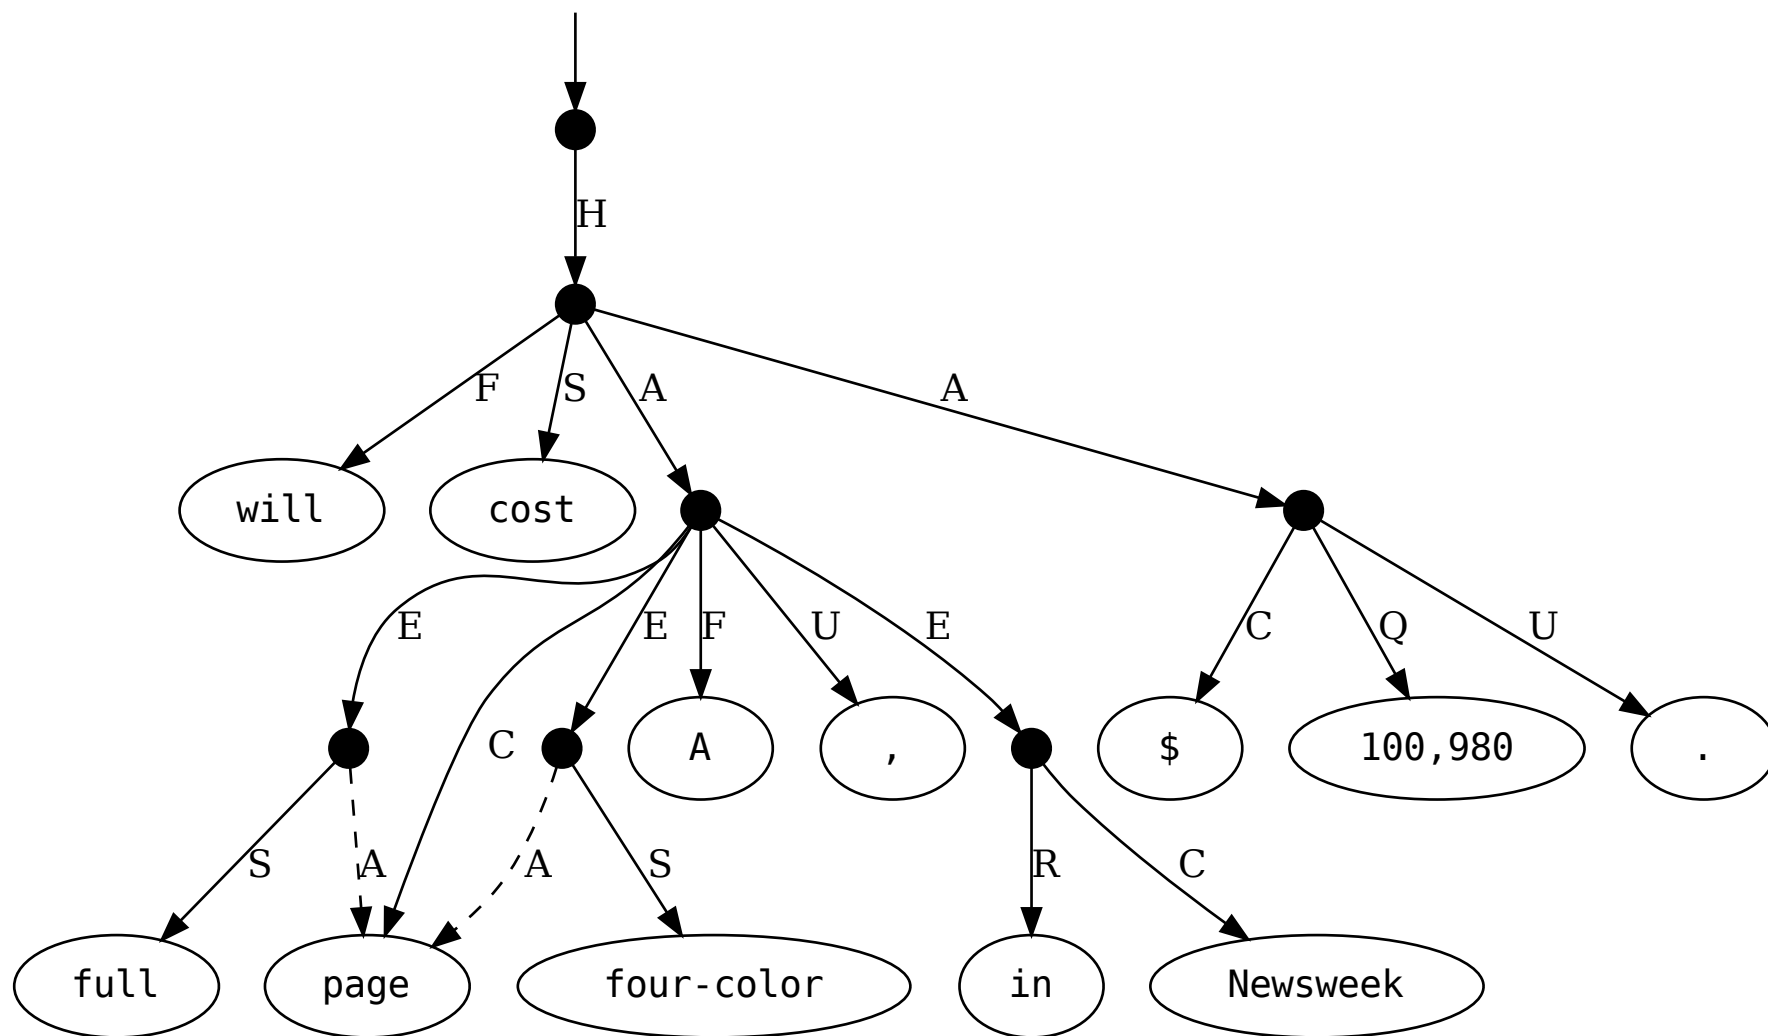 H
F S A A
will cost
E E F U E C Q U
C
A , $ 100,980 .
S A A S R C
full page four-color in Newsweek